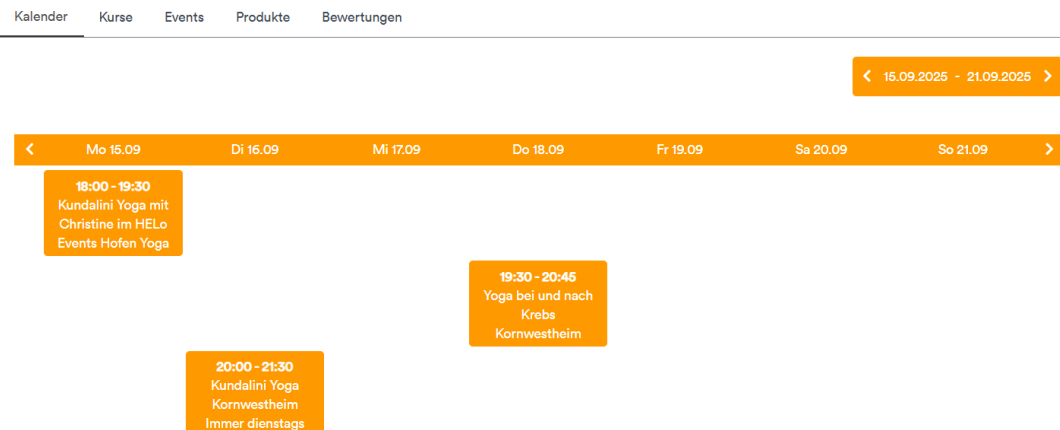 Kalender Kurse Events Produkte Bewertungen
15.09.2025 - 21.09.2025
Mo 15.09 Di 16.09 Mi 17.09 Do 18.09 Fr 19.09 Sa 20.09 So 21.09
18:00 - 19:30
Kundalini Yoga mit
Christine im HELo
Events Hofen Yoga
19:30 - 20:45
Yoga bei und nach
Krebs
Kornwestheim
20:00 - 21:30
Kundalini Yoga
Kornwestheim
Immer dienstags